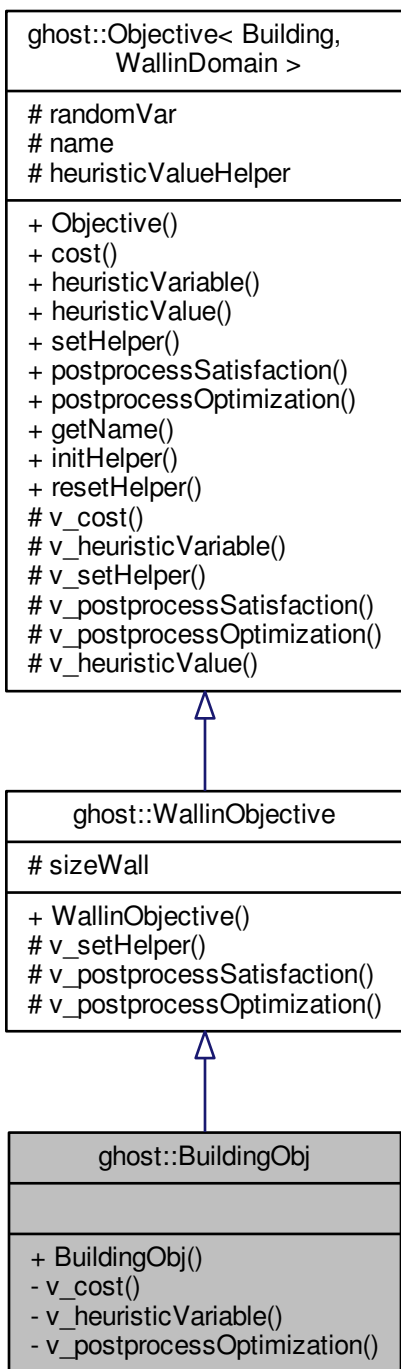 ghost::Objective< Building,
WallinDomain >
# randomVar
# name
# heuristicValueHelper
+ Objective()
+ cost()
+ heuristicVariable()
+ heuristicValue()
+ setHelper()
+ postprocessSatisfaction()
+ postprocessOptimization()
+ getName()
+ initHelper()
+ resetHelper()
# v_cost()
# v_heuristicVariable()
# v_setHelper()
# v_postprocessSatisfaction()
# v_postprocessOptimization()
# v_heuristicValue()
ghost::WallinObjective
# sizeWall
+ WallinObjective()
# v_setHelper()
# v_postprocessSatisfaction()
# v_postprocessOptimization()
ghost::BuildingObj
+ BuildingObj()
- v_cost()
- v_heuristicVariable()
- v_postprocessOptimization()